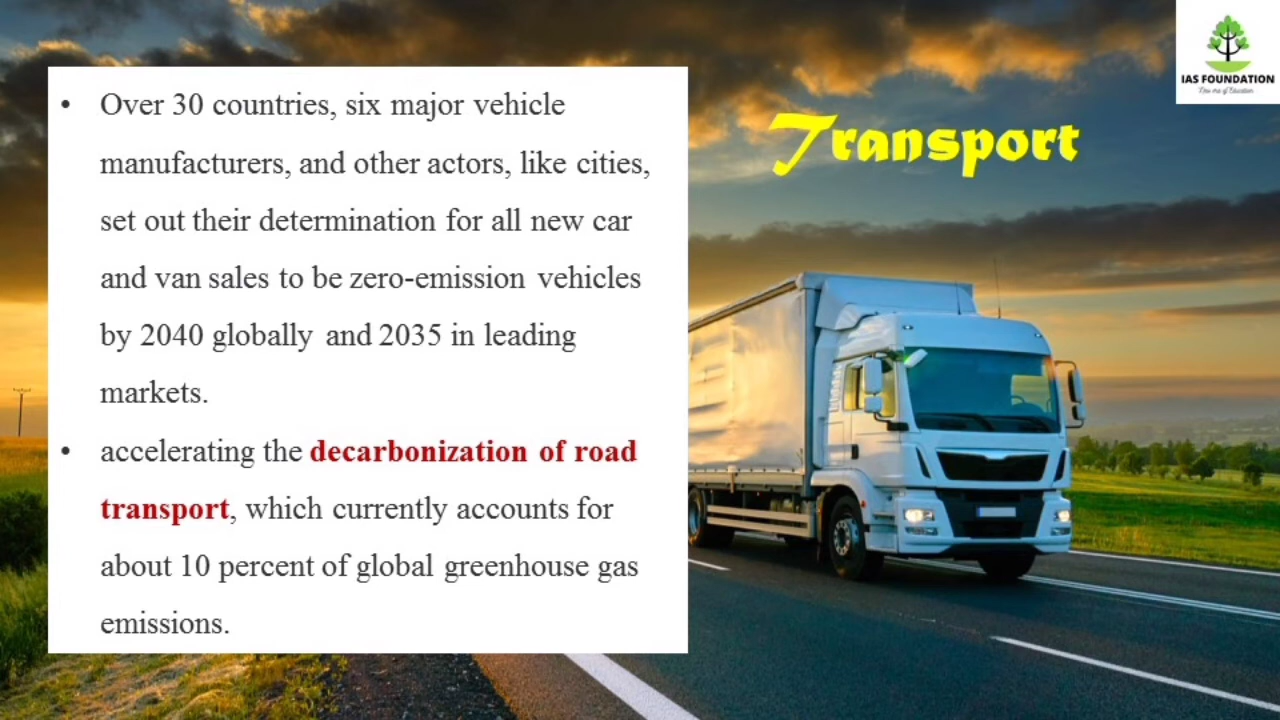 • Over 30 countries, six major vehicle
manufacturers, and other actors, like cities,
set out their determination for all new car
and van sales to be zero-emission vehicles
by 2040 globally and 2035 in leading
markets.
• accelerating the decarbonization of road
transport, which currently accounts for
about 10 percent of global greenhouse gas
emissions.
Transport
IAS FOUNDATION